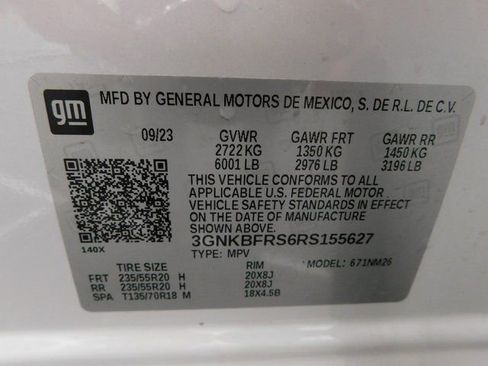 gm
MFD BY GENERAL MOTORS DE MEXICO, S. DE R.L. DE C.V.
09/23 GVWR GAWR FRT GAWR RR
2722 KG 1350 KG 1450 KG
6001 LB 2976 LB 3196 LB
THIS VEHICLE CONFORMS TO ALL
APPLICABLE U.S. FEDERAL MOTOR
VEHICLE SAFETY STANDARDS IN EFFECT
ON THE DATE OF MANUFACTURE
SHOWN ABOVE.
140X 3GNKBFRS6RS155627
TYPE: MPV MODEL: 671NM26
TIRE SIZE RIM
FRT 235/55R20 H 20X8J
RR 235/55R20 H 20X8J
SPA T135/70R18 M 18X4.5B